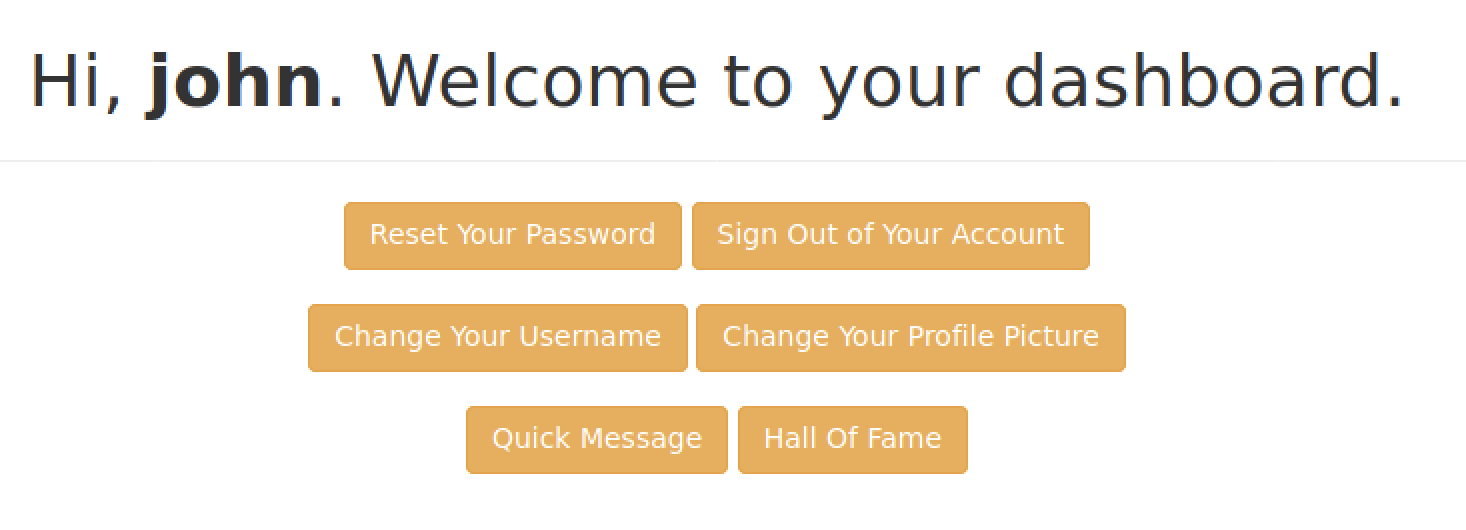 Hi, john. Welcome to your dashboard.
Reset Your Password Sign Out of Your Account
Change Your Username Change Your Profile Picture
Quick Message Hall Of Fame